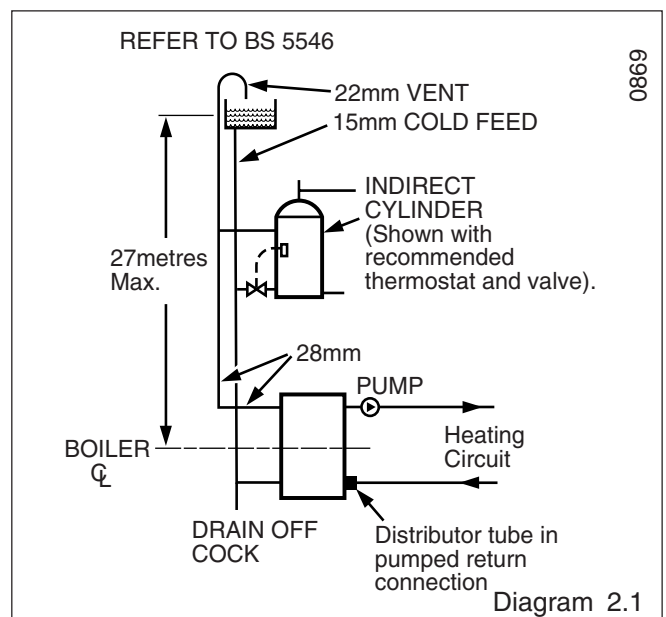 REFER TO BS 5546
0869
22mm VENT
15mm COLD FEED
INDIRECT
CYLINDER
(Shown with
recommended
thermostat and valve).
27metres
Max.
28mm
PUMP
BOILER
℄
Heating
Circuit
DRAIN OFF
COCK
Distributor tube in
pumped return
connection
Diagram 2.1